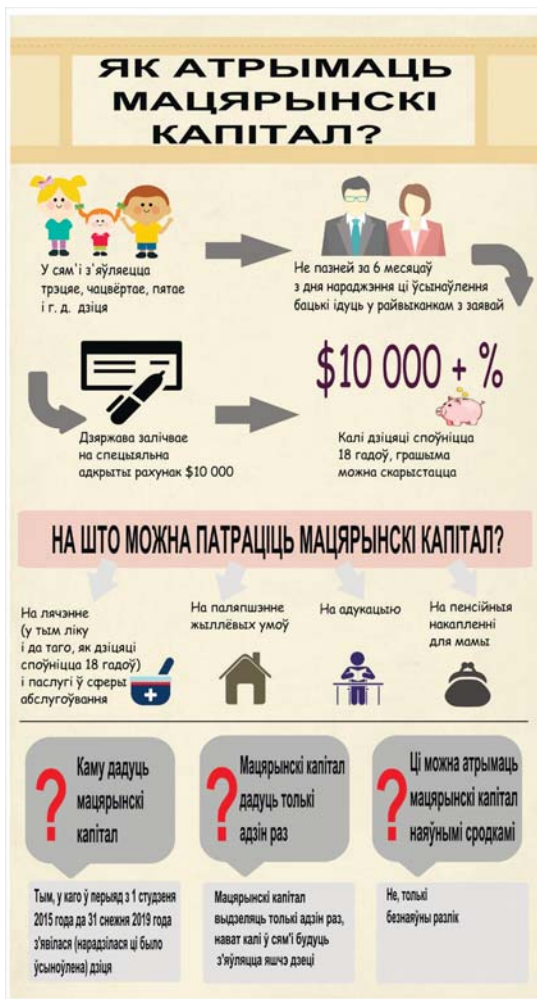 ЯК АТРЫМАЦЬ
МАЦЯРЫНСКІ
КАПІТАЛ?
У сям'і з'яўляецца
трэцяе, чацвёртае, пятае
і г. д. дзіця
Не пазней за 6 месяцаў
з дня нараджэння ці ўсынаўлення
бацькі ідуць у райвыканкам з заявай
Дзяржава залічвае
на спецыяльна
адкрыты рахунак $10 000
$10 000 + %
Калі дзіцяці споўніцца
18 гадоў, грашыма
можна скарыстацца
НА ШТО МОЖНА ПАТРАЦІЦЬ МАЦЯРЫНСКІ КАПІТАЛ?
На лячэнне
(у тым ліку
і да таго, як дзіцяці
споўніцца 18 гадоў)
і паслугі ў сферы
абслугоўвання
На паляпшэнне
жыллёвых умоў
На адукацыю
На пенсійныя
накапленні
для мамы
?
Каму дадуць
мацярынскі
капітал
?
Мацярынскі капітал
дадуць толькі
адзін раз
?
Ці можна атрымаць
мацярынскі капітал
наяўнымі сродкамі
Тым, у каго ў перыяд з 1 студзеня
2015 года да 31 снежня 2019 года
з'явілася (нарадзілася ці было
ўсыноўлена) дзіця
Мацярынскі капітал
выдзеляць толькі адзін раз,
нават калі ў сям'і будуць
з'яўляцца яшчэ дзеці
Не, толькі
безнаяўны разлік